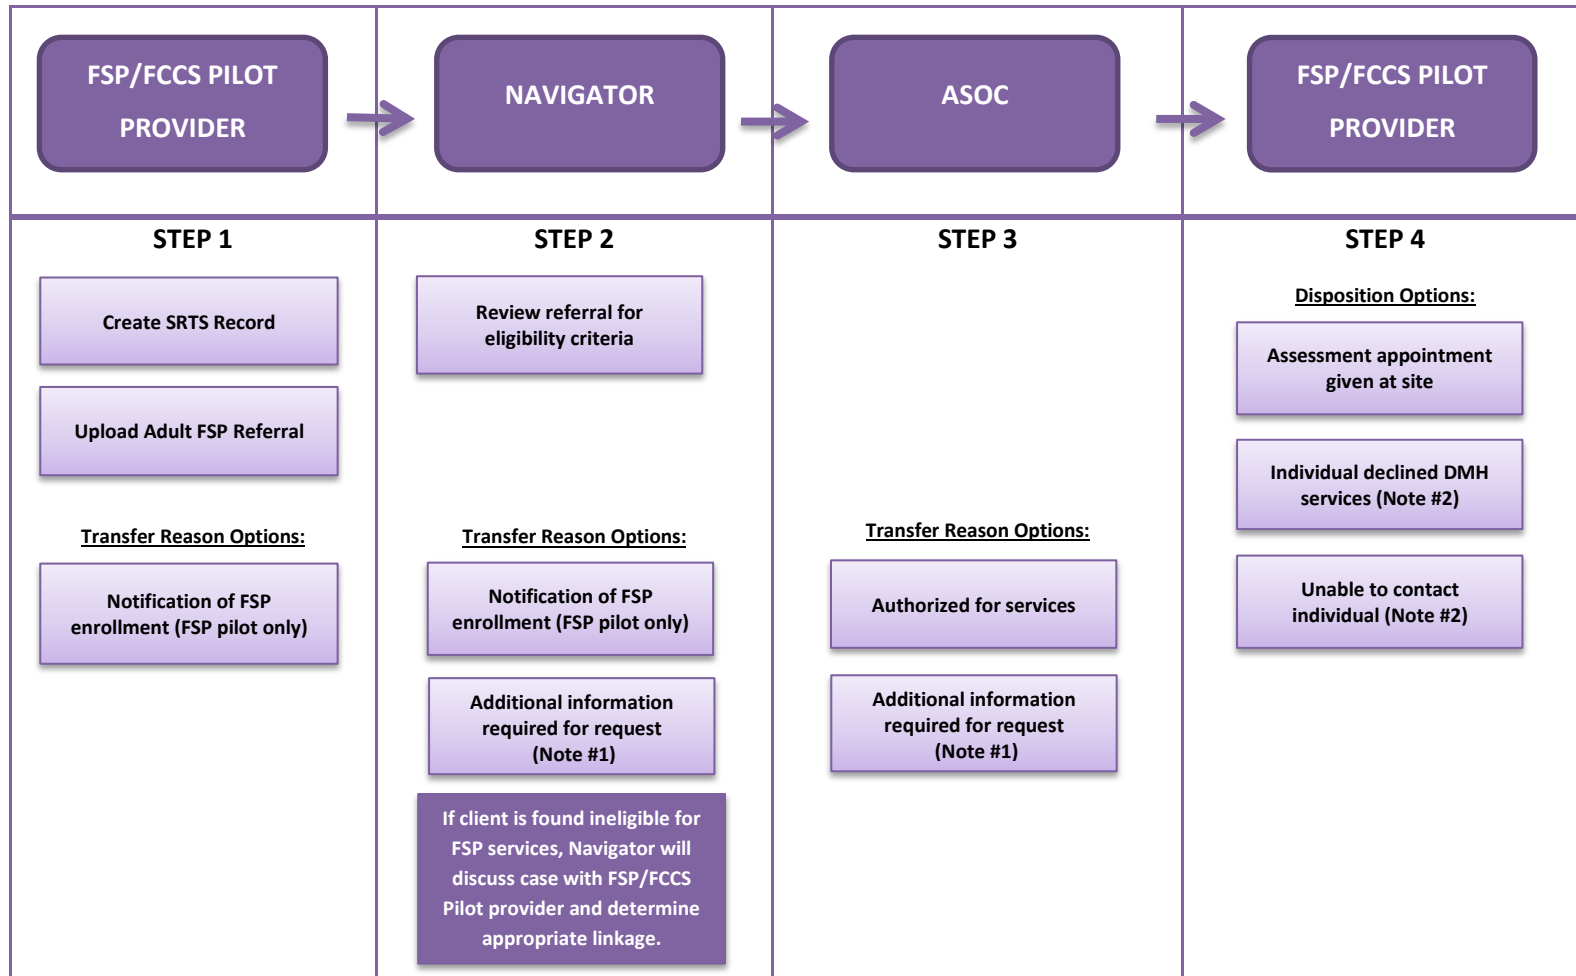 FSP/FCCS PILOT
PROVIDER
NAVIGATOR
ASOC
FSP/FCCS PILOT
PROVIDER
STEP 1
Create SRTS Record
Upload Adult FSP Referral
Transfer Reason Options:
Notification of FSP
enrollment (FSP pilot only)
STEP 2
Review referral for
eligibility criteria
Transfer Reason Options:
Notification of FSP
enrollment (FSP pilot only)
Additional information
required for request
(Note #1)
If client is found ineligible for
FSP services, Navigator will
discuss case with FSP/FCCS
Pilot provider and determine
appropriate linkage.
STEP 3
Transfer Reason Options:
Authorized for services
Additional information
required for request
(Note #1)
STEP 4
Disposition Options:
Assessment appointment
given at site
Individual declined DMH
services (Note #2)
Unable to contact
individual (Note #2)